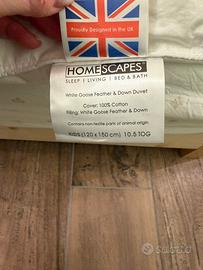 Proudly Designed in the UK
HOMESCAPES
SLEEP | LIVING | BED & BATH
White Goose Feather & Down Duvet
Cover: 100% Cotton
Filling: White Goose Feather & Down
Contains non-textile parts of animal origin
KIDS (120 x 150 cm) 10.5 TOG
subito